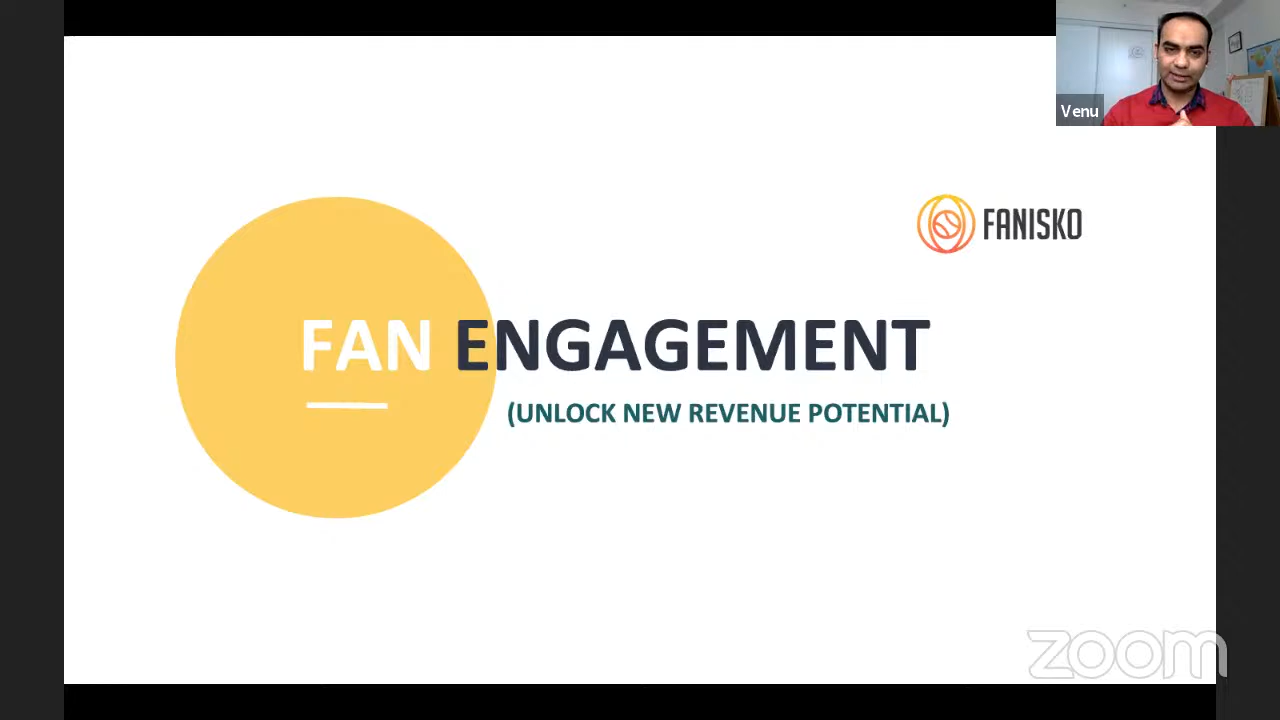 Venu
FANISKO
FAN ENGAGEMENT
(UNLOCK NEW REVENUE POTENTIAL)
zoom